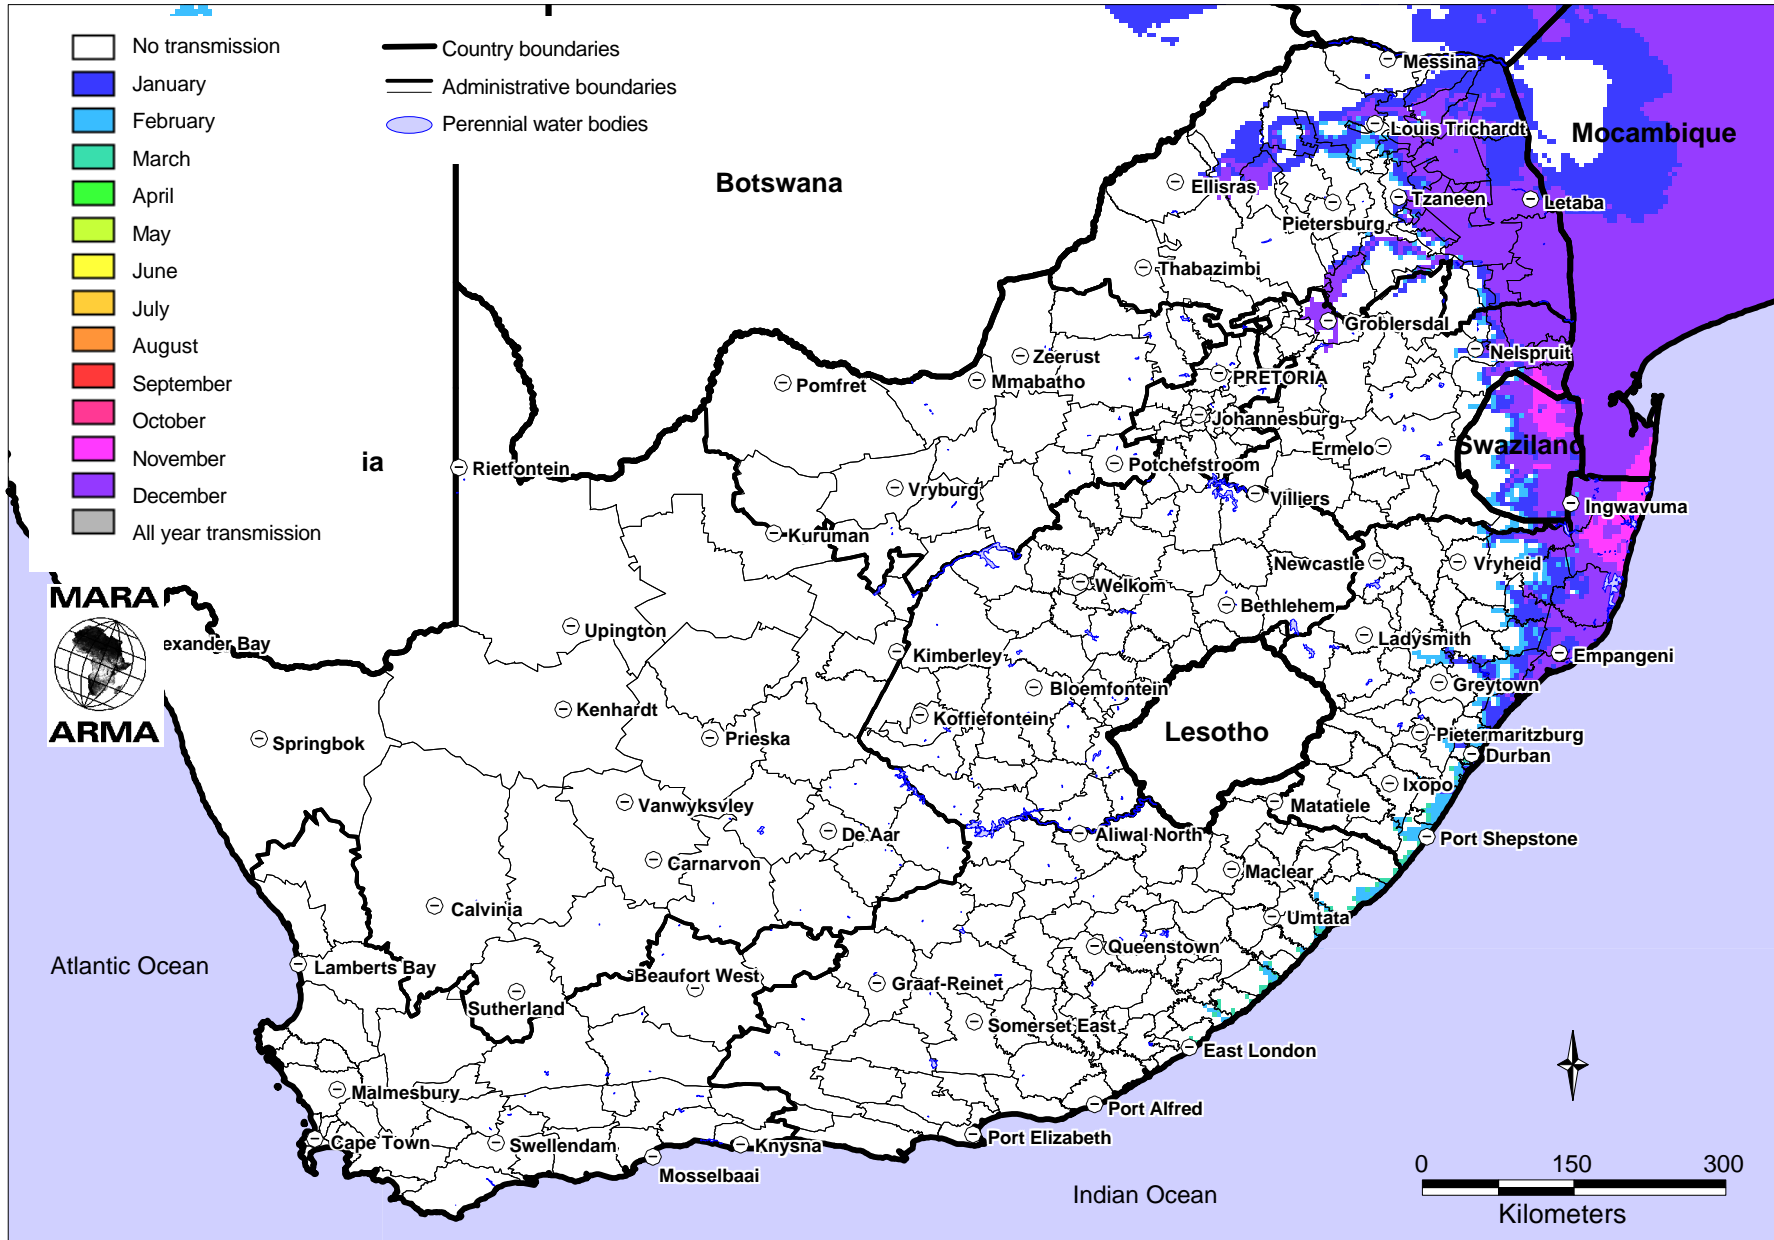 No transmission
January
February
March
April
May
June
July
August
September
October
November
December
All year transmission
Country boundaries
Administrative boundaries
Perennial water bodies
Botswana
Mocambique
ia
Swaziland
Lesotho
Messina
Louis Trichardt
Ellisras
Tzaneen
Letaba
Pietersburg
Thabazimbi
Groblersdal
Nelspruit
Zeerust
Mmabatho
Pomfret
PRETORIA
Johannesburg
Ermelo
Rietfontein
Potchefstroom
Vryburg
Villiers
Ingwavuma
Kuruman
Newcastle
Vryheid
Welkom
Bethlehem
Upington
Ladysmith
exander Bay
Kimberley
Empangeni
Bloemfontein
Greytown
Kenhardt
Koffiefontein
Springbok
Prieska
Pietermaritzburg
Durban
Ixopo
Vanwyksvley
Matatiele
De Aar
Aliwal North
Port Shepstone
Carnarvon
Maclear
Calvinia
Umtata
Queenstown
Lamberts Bay
Beaufort West
Graaf-Reinet
Sutherland
Somerset East
East London
Malmesbury
Port Alfred
Cape Town
Swellendam
Knysna
Port Elizabeth
Mosselbaai
MARA
ARMA
Atlantic Ocean
Indian Ocean
0 150 300
Kilometers